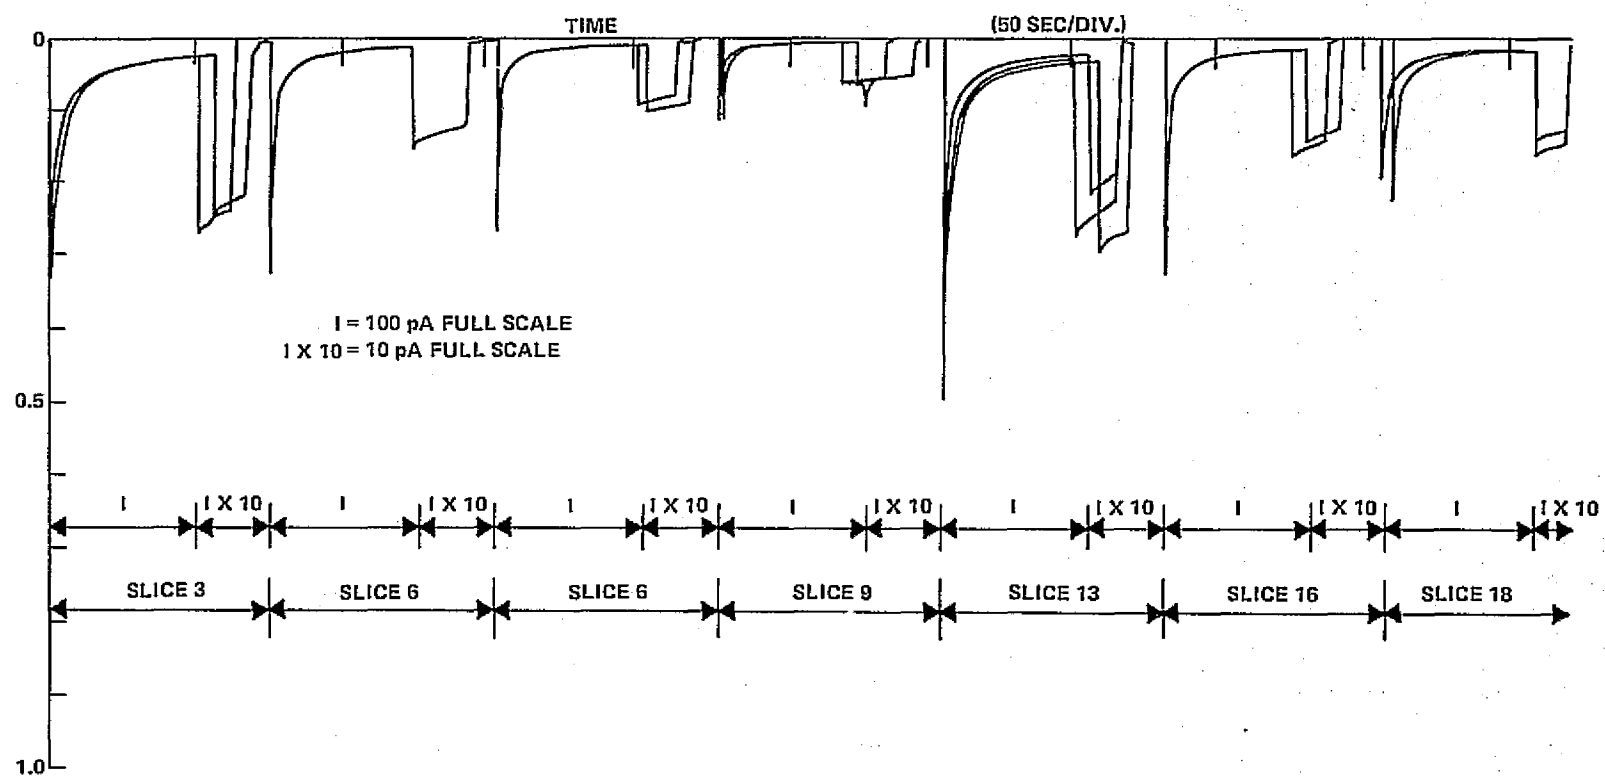 TIME (50 SEC/DIV.)
0
I = 100 pA FULL SCALE
I X 10 = 10 pA FULL SCALE
0.5
I I X 10 I I X 10 I I X 10 I I X 10 I I X 10 I I X 10 I I X 10
SLICE 3 SLICE 6 SLICE 6 SLICE 9 SLICE 13 SLICE 16 SLICE 18
1.0